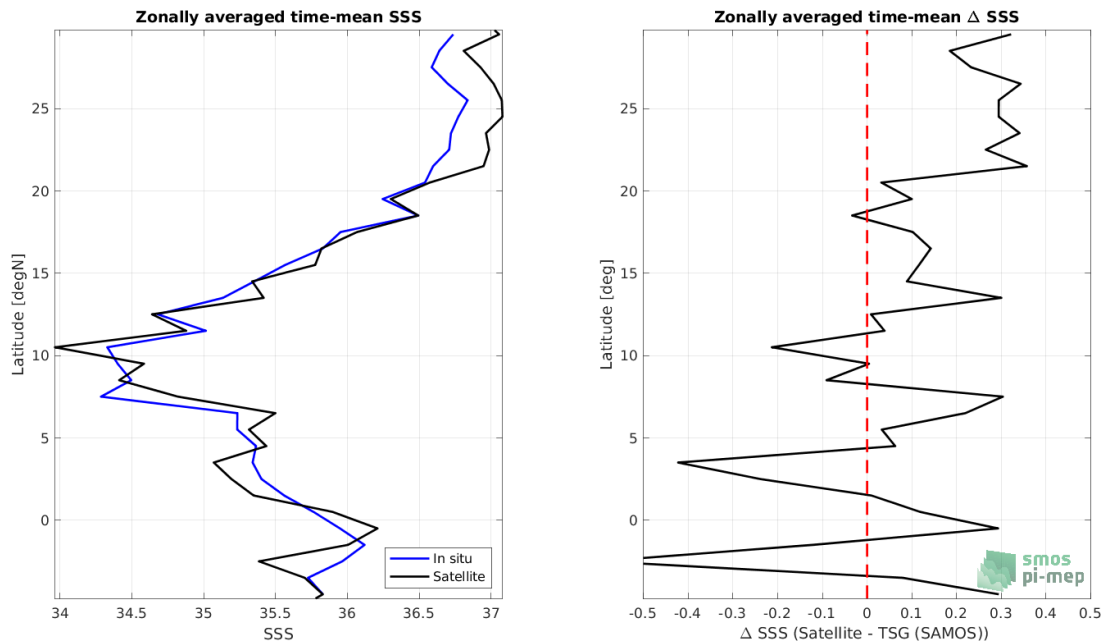 Zonally averaged time-mean SSS
Latitude [degN]
25
20
15
10
5
0
34 34.5 35 35.5 36 36.5 37
SSS
In situ
Satellite
Zonally averaged time-mean Δ SSS
Latitude [deg]
25
20
15
10
5
0
-0.5 -0.4 -0.3 -0.2 -0.1 0 0.1 0.2 0.3 0.4 0.5
Δ SSS (Satellite - TSG (SAMOS))
smos
pi-mep